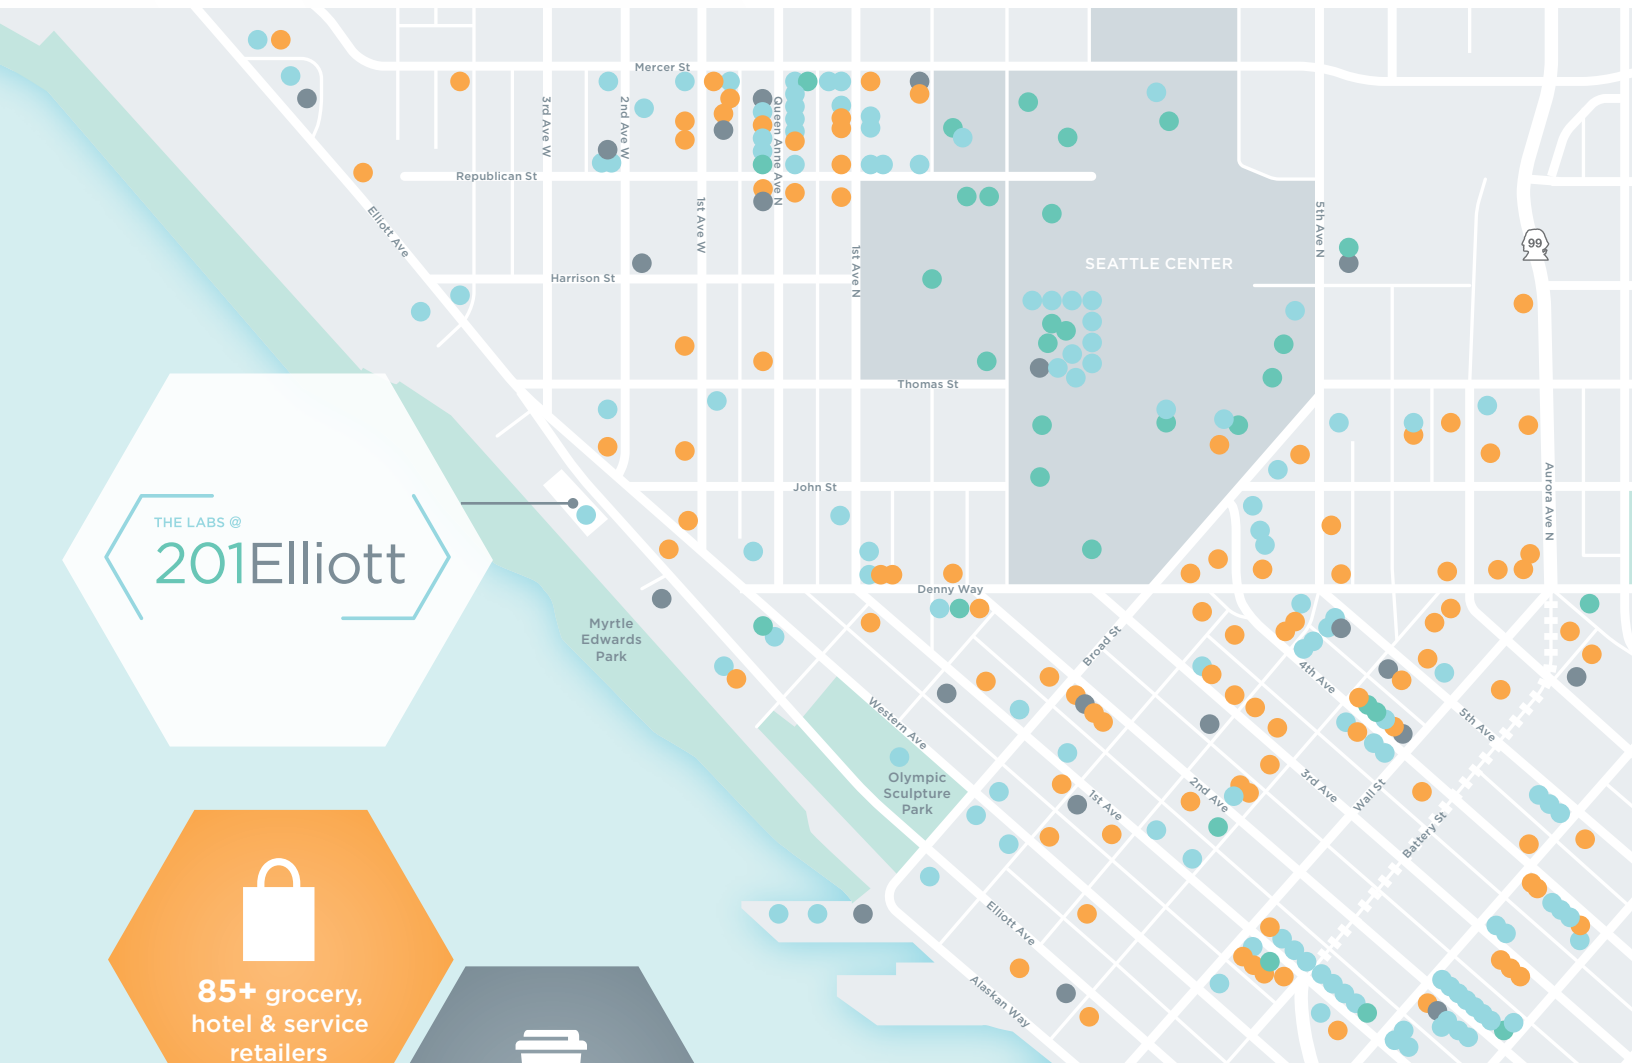 Mercer St
3rd Ave W
2nd Ave W
Queen Anne Ave N
Republican St
Elliott Ave
1st Ave W
5th Ave N
1st Ave N
99
SEATTLE CENTER
Harrison St
Thomas St
John St
Aurora Ave N
THE LABS @
201Elliott
Denny Way
Myrtle
Edwards
Park
Broad St
4th Ave
Western Ave
5th Ave
Olympic
Sculpture
Park
1st Ave
2nd Ave
3rd Ave
Wall St
Battery St
Elliott Ave
Alaskan Way
85+ grocery,
hotel & service
retailers